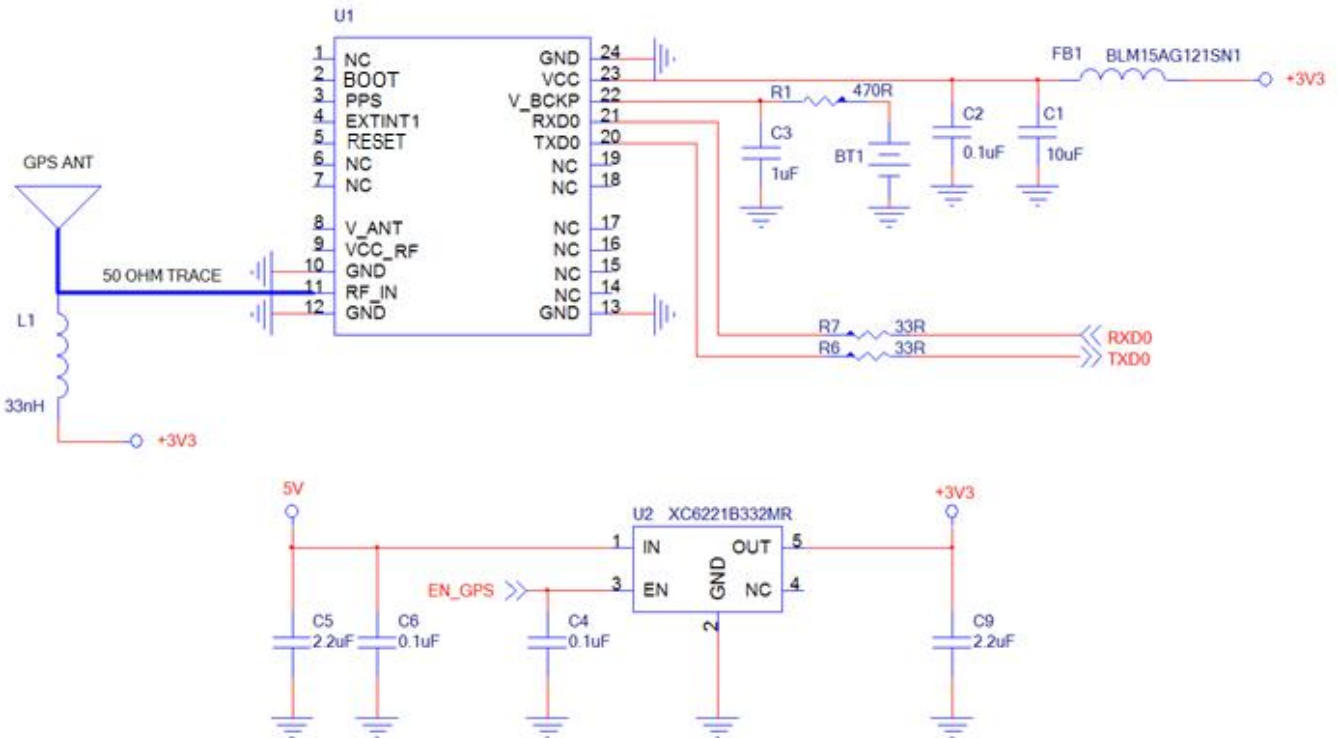 U1
1 NC GND 24
2 BOOT VCC 23
3 PPS V_BCKP 22
4 EXTINT1 RXD0 21
5 RESET TXD0 20
6 NC NC 19
7 NC NC 18
8 V_ANT NC 17
9 VCC_RF NC 16
10 GND NC 15
11 RF_IN NC 14
12 GND GND 13
FB1 BLM15AG121SN1
+3V3
R1 470R
C3
1uF
BT1
C2
0.1uF
C1
10uF
GPS ANT
50 OHM TRACE
L1
33nH
+3V3
R7 33R
RXD0
R6 33R
TXD0
5V
U2 XC6221B332MR
+3V3
1 IN OUT 5
EN_GPS
3 EN GND NC 4
2
C5
2.2uF
C6
0.1uF
C4
0.1uF
C9
2.2uF